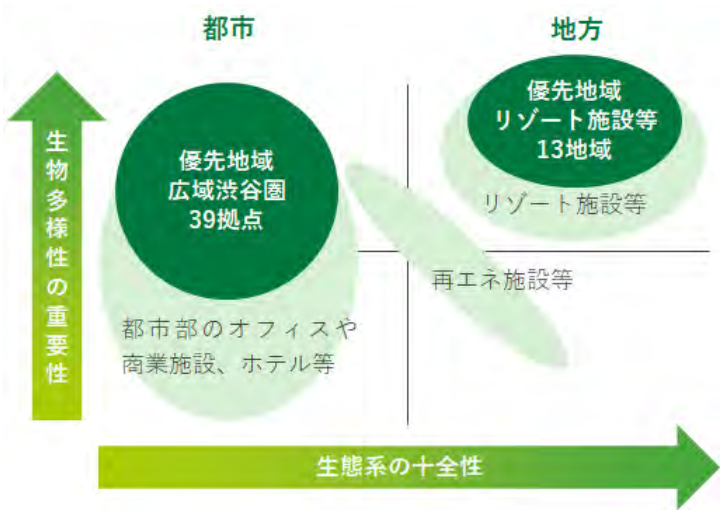 都市
地方
生物多様性の重要性
優先地域
広域渋谷圏
39拠点
都市部のオフィスや
商業施設、ホテル等
優先地域
リゾート施設等
13地域
リゾート施設等
再エネ施設等
生態系の十全性